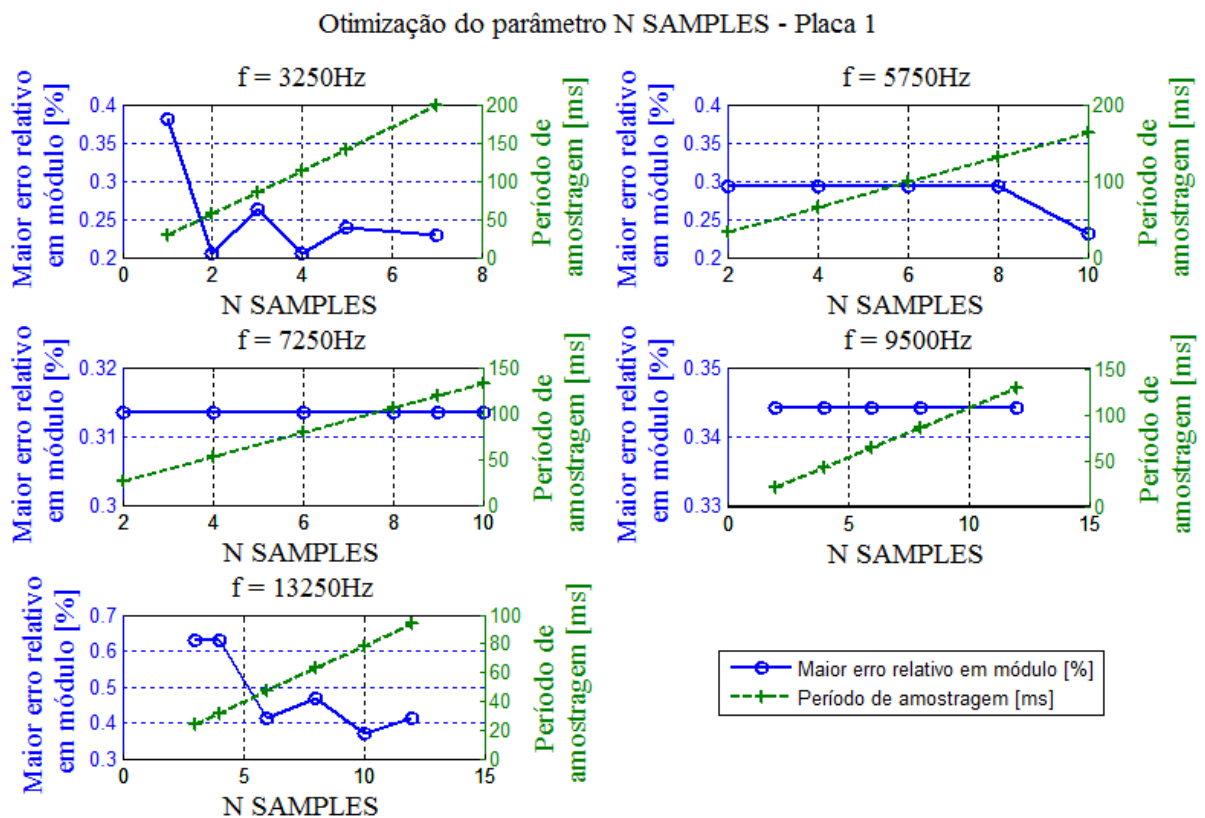 Otimização do parâmetro N SAMPLES - Placa 1
f = 3250Hz
Maior erro relativo
em módulo [%]
0.4
0.35
0.3
0.25
0.2
0 2 4 6 8
N SAMPLES
200
150
100
50
0
Período de
amostragem [ms]
f = 5750Hz
Maior erro relativo
em módulo [%]
0.4
0.35
0.3
0.25
0.2
2 4 6 8 10
N SAMPLES
200
100
0
Período de
amostragem [ms]
f = 7250Hz
Maior erro relativo
em módulo [%]
0.32
0.31
0.3
2 4 6 8 10
N SAMPLES
150
100
50
0
Período de
amostragem [ms]
f = 9500Hz
Maior erro relativo
em módulo [%]
0.35
0.34
0.33
0 5 10 15
N SAMPLES
150
100
50
0
Período de
amostragem [ms]
f = 13250Hz
Maior erro relativo
em módulo [%]
0.7
0.6
0.5
0.4
0.3
0 5 10 15
N SAMPLES
100
80
60
40
20
0
Período de
amostragem [ms]
Maior erro relativo em módulo [%]
Período de amostragem [ms]